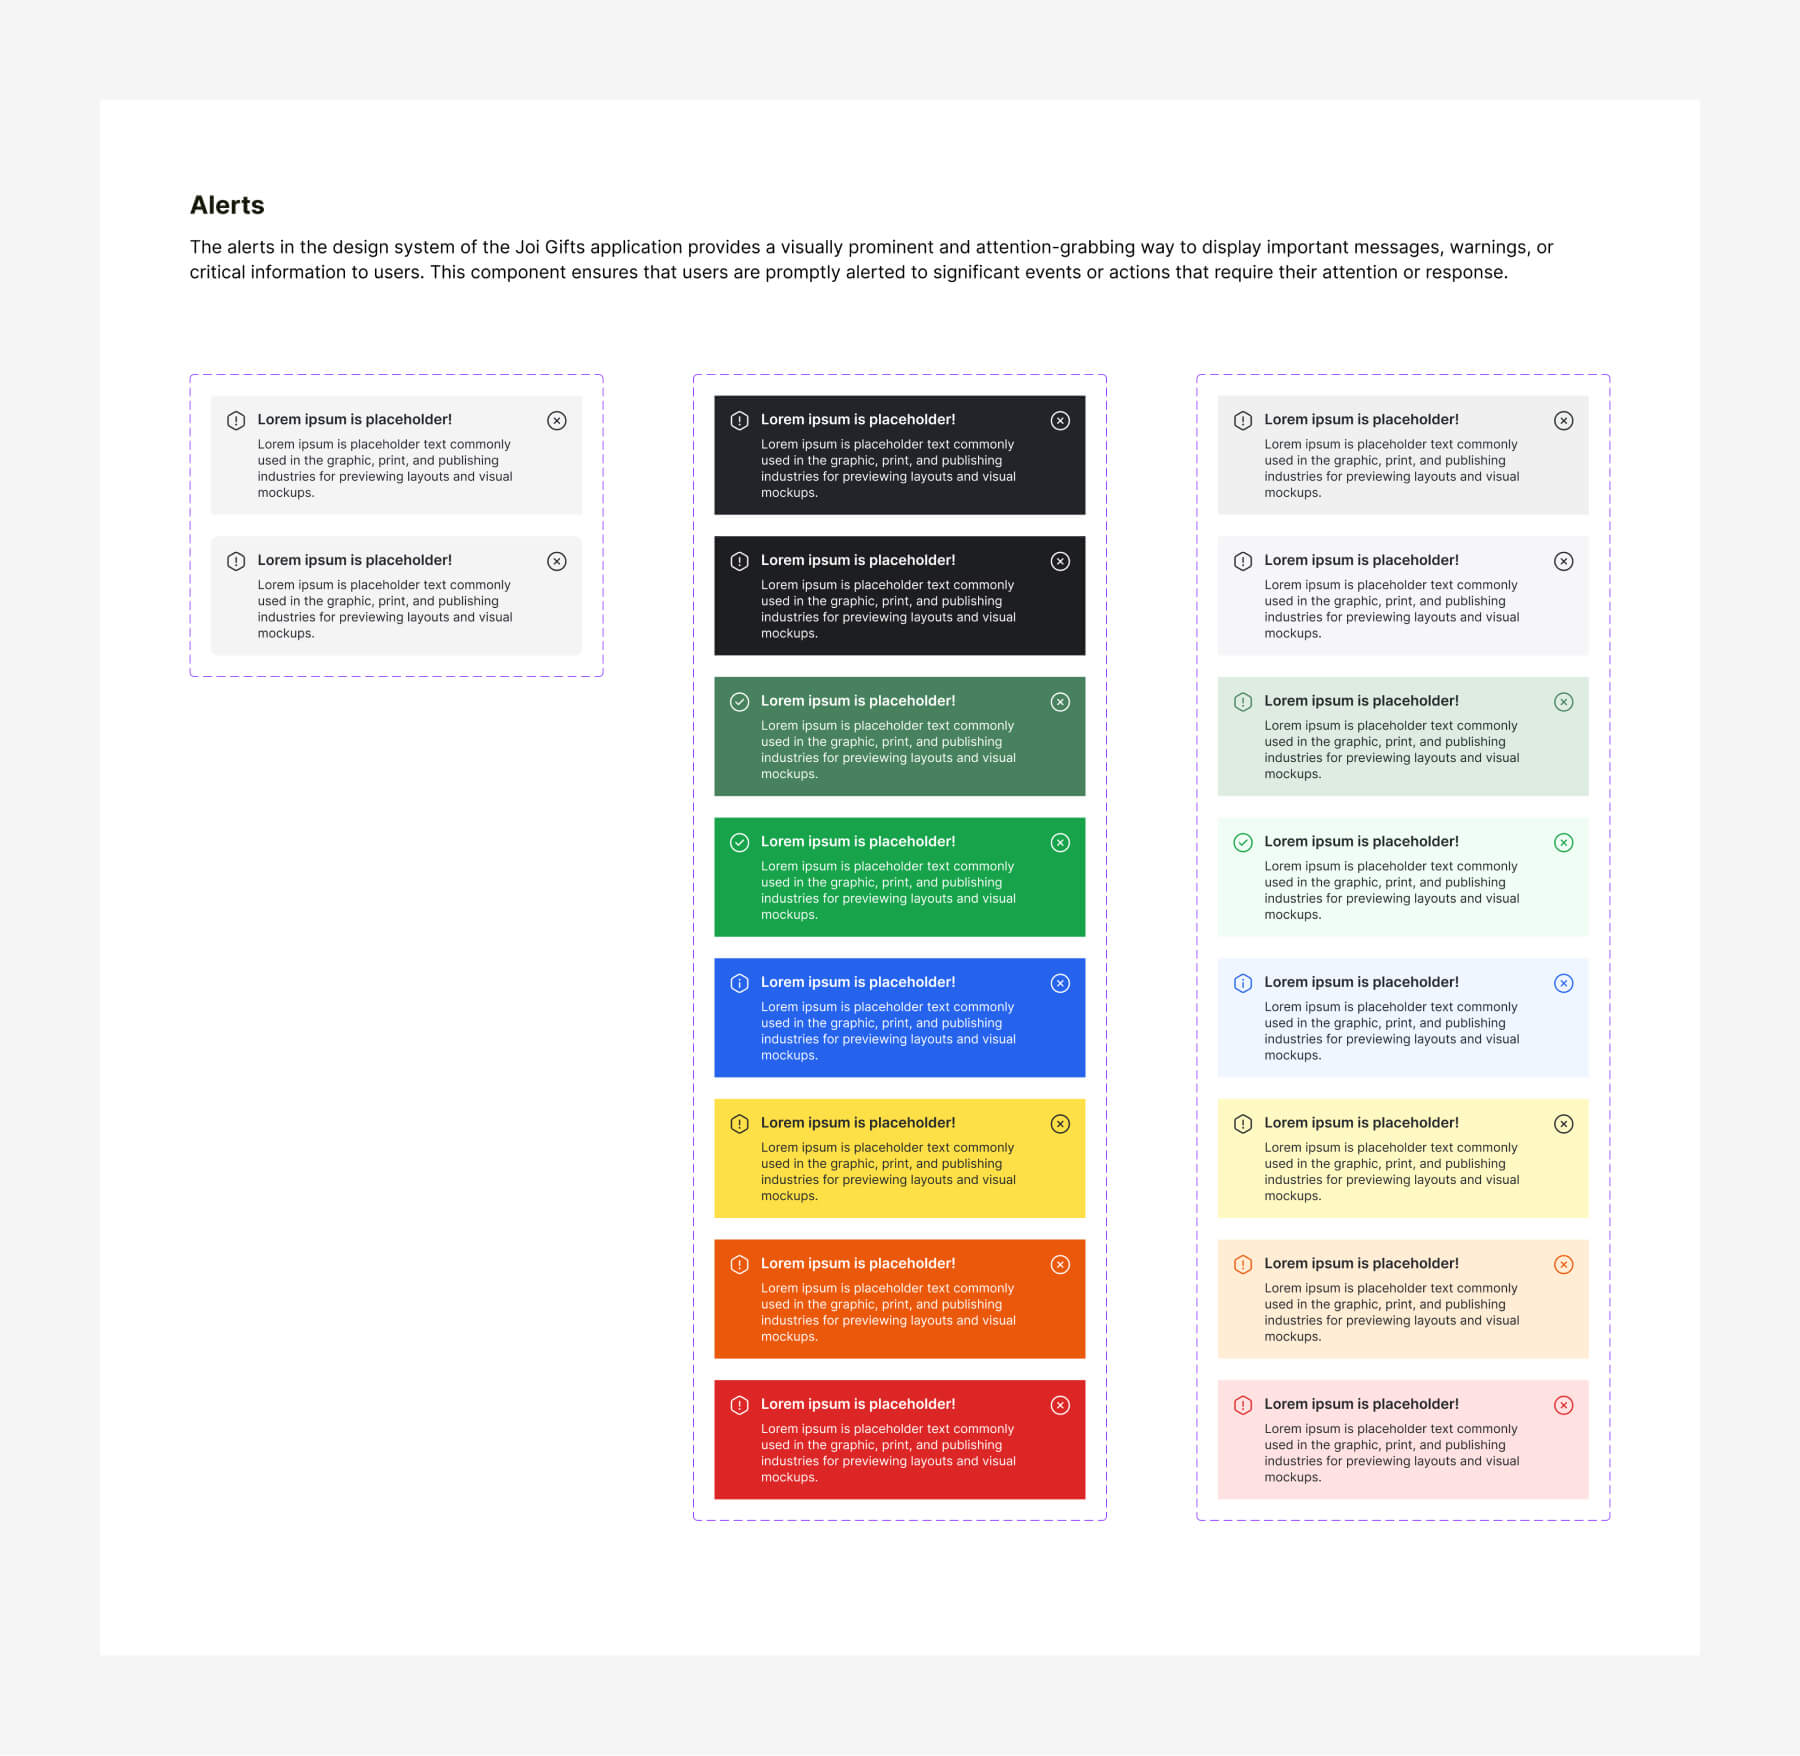 Alerts
The alerts in the design system of the Joi Gifts application provides a visually prominent and attention-grabbing way to display important messages, warnings, or
critical information to users. This component ensures that users are promptly alerted to significant events or actions that require their attention or response.
Lorem ipsum is placeholder!
Lorem ipsum is placeholder text commonly
used in the graphic, print, and publishing
industries for previewing layouts and visual
mockups.
Lorem ipsum is placeholder!
Lorem ipsum is placeholder text commonly
used in the graphic, print, and publishing
industries for previewing layouts and visual
mockups.
Lorem ipsum is placeholder!
Lorem ipsum is placeholder text commonly
used in the graphic, print, and publishing
industries for previewing layouts and visual
mockups.
Lorem ipsum is placeholder!
Lorem ipsum is placeholder text commonly
used in the graphic, print, and publishing
industries for previewing layouts and visual
mockups.
Lorem ipsum is placeholder!
Lorem ipsum is placeholder text commonly
used in the graphic, print, and publishing
industries for previewing layouts and visual
mockups.
Lorem ipsum is placeholder!
Lorem ipsum is placeholder text commonly
used in the graphic, print, and publishing
industries for previewing layouts and visual
mockups.
Lorem ipsum is placeholder!
Lorem ipsum is placeholder text commonly
used in the graphic, print, and publishing
industries for previewing layouts and visual
mockups.
Lorem ipsum is placeholder!
Lorem ipsum is placeholder text commonly
used in the graphic, print, and publishing
industries for previewing layouts and visual
mockups.
Lorem ipsum is placeholder!
Lorem ipsum is placeholder text commonly
used in the graphic, print, and publishing
industries for previewing layouts and visual
mockups.
Lorem ipsum is placeholder!
Lorem ipsum is placeholder text commonly
used in the graphic, print, and publishing
industries for previewing layouts and visual
mockups.
Lorem ipsum is placeholder!
Lorem ipsum is placeholder text commonly
used in the graphic, print, and publishing
industries for previewing layouts and visual
mockups.
Lorem ipsum is placeholder!
Lorem ipsum is placeholder text commonly
used in the graphic, print, and publishing
industries for previewing layouts and visual
mockups.
Lorem ipsum is placeholder!
Lorem ipsum is placeholder text commonly
used in the graphic, print, and publishing
industries for previewing layouts and visual
mockups.
Lorem ipsum is placeholder!
Lorem ipsum is placeholder text commonly
used in the graphic, print, and publishing
industries for previewing layouts and visual
mockups.
Lorem ipsum is placeholder!
Lorem ipsum is placeholder text commonly
used in the graphic, print, and publishing
industries for previewing layouts and visual
mockups.
Lorem ipsum is placeholder!
Lorem ipsum is placeholder text commonly
used in the graphic, print, and publishing
industries for previewing layouts and visual
mockups.
Lorem ipsum is placeholder!
Lorem ipsum is placeholder text commonly
used in the graphic, print, and publishing
industries for previewing layouts and visual
mockups.
Lorem ipsum is placeholder!
Lorem ipsum is placeholder text commonly
used in the graphic, print, and publishing
industries for previewing layouts and visual
mockups.